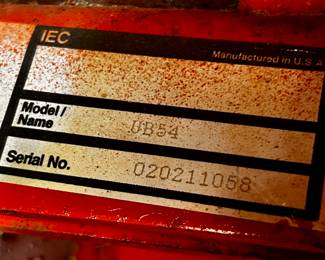 IEC
Manufactured in U.S.A
Model/
Name UB54
Serial No. 020211058